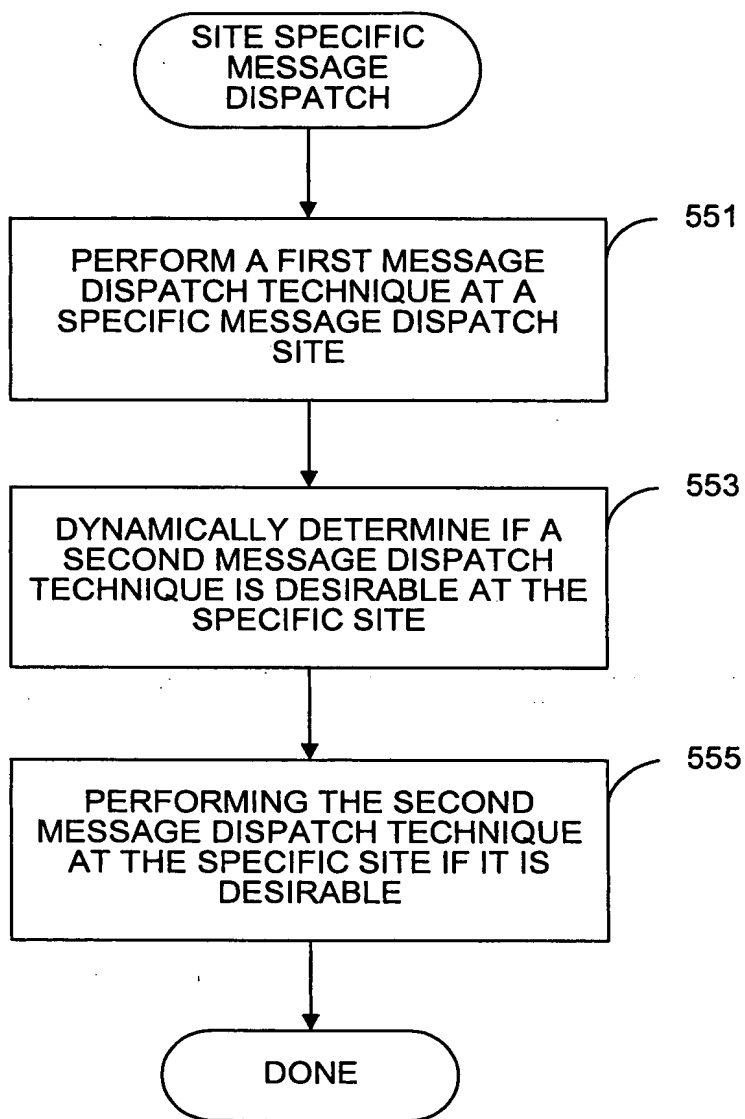 SITE SPECIFIC
MESSAGE
DISPATCH
551
PERFORM A FIRST MESSAGE
DISPATCH TECHNIQUE AT A
SPECIFIC MESSAGE DISPATCH
SITE
553
DYNAMICALLY DETERMINE IF A
SECOND MESSAGE DISPATCH
TECHNIQUE IS DESIRABLE AT THE
SPECIFIC SITE
555
PERFORMING THE SECOND
MESSAGE DISPATCH TECHNIQUE
AT THE SPECIFIC SITE IF IT IS
DESIRABLE
DONE